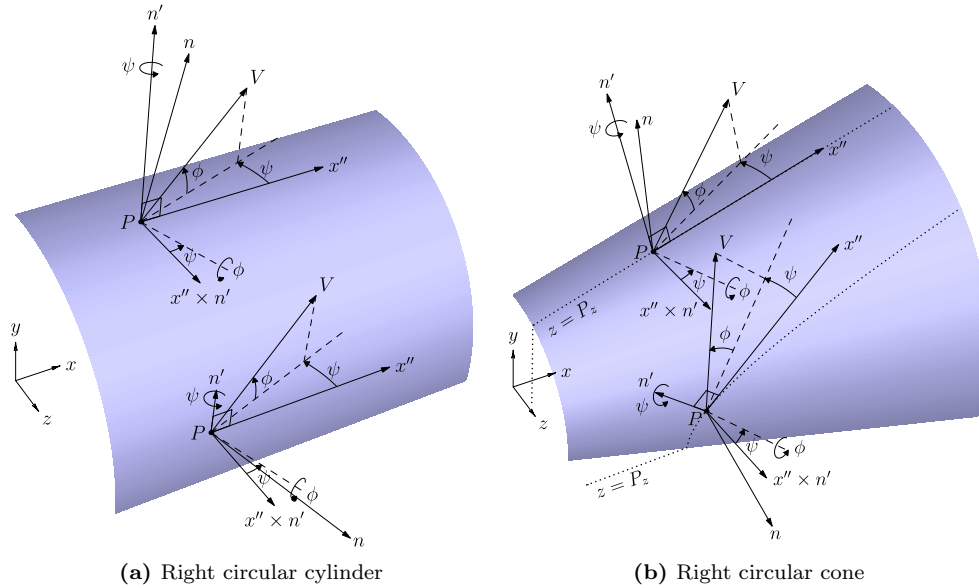 n′
n
ψ
V
ϕ
ψ
x′′
P
ψ
ϕ
x′′ × n′
V
n′
ψ
ϕ
ψ
x′′
P
ψ
ϕ
x′′ × n′
n
y
x
z
(a) Right circular cylinder
n′
n
ψ
V
ψ
x′′
ϕ
P
V
ψ
ϕ
x′′ × n′
x′′
z = P_z
ψ
ϕ
n′
ψ
P
ψ
ϕ
x′′ × n′
z = P_z
n
y
x
z
(b) Right circular cone